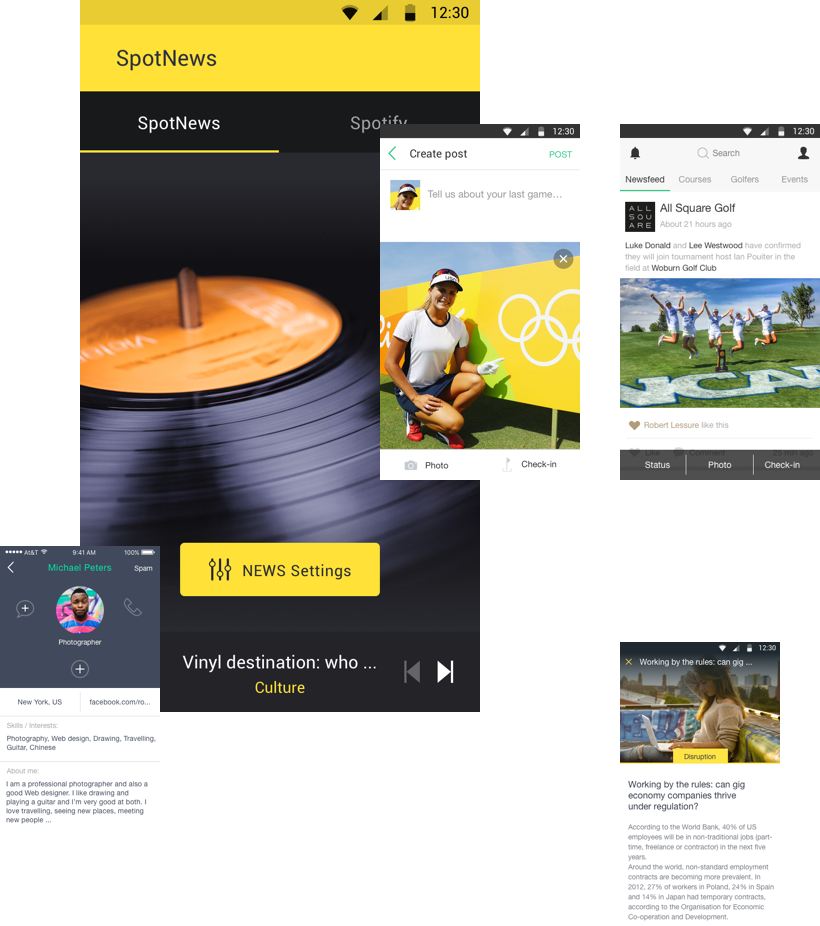 12:30
SpotNews
SpotNews
Spotify
NEWS Settings
Vinyl destination: who ...
Culture
12:30
Create post
POST
Tell us about your last game...
Photo
Check-in
12:30
Search
Newsfeed
Courses
Golfers
Events
ALL
SQU
ARE
All Square Golf
About 21 hours ago
Luke Donald and Lee Westwood have confirmed
they will join tournament host Ian Poulter in the
field at Woburn Golf Club
Robert Lessure like this
Like
Comment
Status
Photo
Check-in
AT&T
9:41 AM
100%
Michael Peters
Spam
Photographer
New York, US
facebook.com/ro...
Skills / Interests:
Photography, Web design, Drawing, Travelling,
Guitar, Chinese
About me:
I am a professional photographer and also a
good Web designer. I like drawing and
playing a guitar and I'm very good at both. I
love travelling, seeing new places, meeting
new people ...
12:30
Working by the rules: can gig ...
Disruption
Working by the rules: can gig
economy companies thrive
under regulation?
According to the World Bank, 40% of US
employees will be in non-traditional jobs (part-
time, freelance or contractor) in the next five
years.
Around the world, non-standard employment
contracts are becoming more prevalent. In
2012, 27% of workers in Poland, 24% in Spain
and 14% in Japan had temporary contracts,
according to the Organisation for Economic
Co-operation and Development.